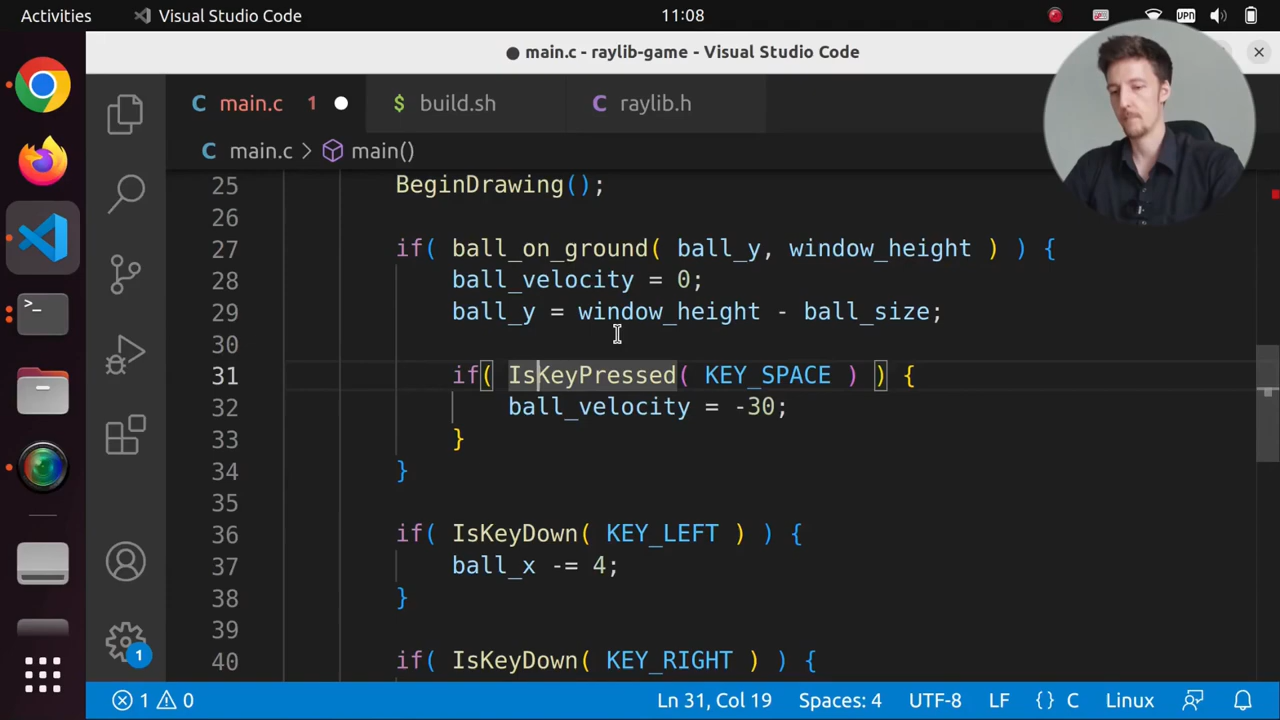 Activities
Visual Studio Code
11:08
VPN
● main.c - raylib-game - Visual Studio Code
C main.c 1 ●
$ build.sh
C raylib.h
C main.c > main()
25 BeginDrawing();
26
27 if( ball_on_ground( ball_y, window_height ) ) {
28 ball_velocity = 0;
29 ball_y = window_height - ball_size;
30
31 if( IsKeyPressed( KEY_SPACE ) ) {
32 ball_velocity = -30;
33 }
34 }
35
36 if( IsKeyDown( KEY_LEFT ) ) {
37 ball_x -= 4;
38 }
39
40 if( IsKeyDown( KEY_RIGHT ) ) {
1
1 0
Ln 31, Col 19
Spaces: 4
UTF-8
LF
{ } C
Linux